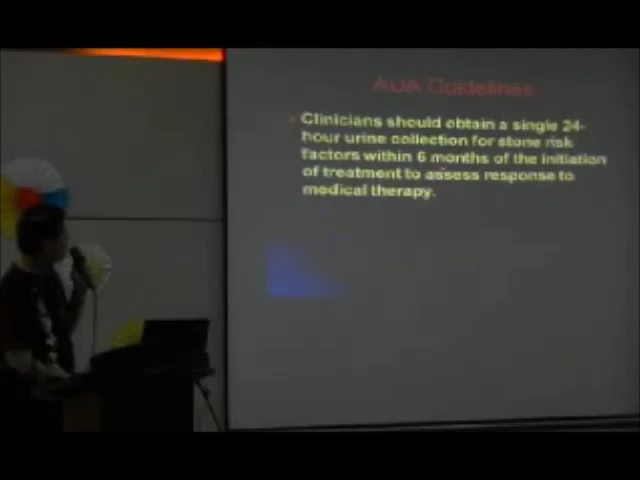 AUA Guidelines
• Clinicians should obtain a single 24-
hour urine collection for stone risk
factors within 6 months of the initiation
of treatment to assess response to
medical therapy.